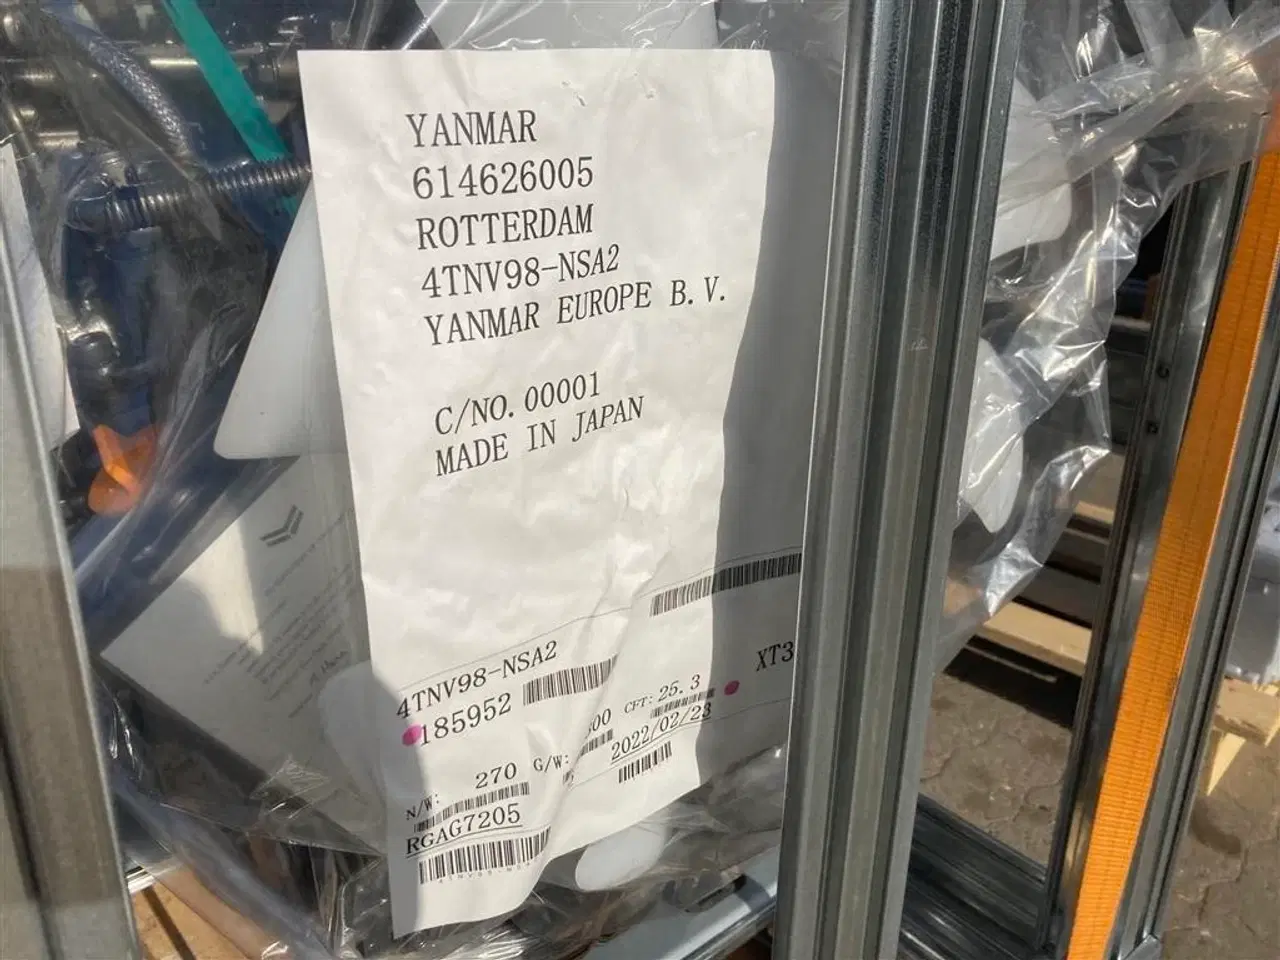 YANMAR
614626005
ROTTERDAM
4TNV98-NSA2
YANMAR EUROPE B.V.
C/NO. 00001
MADE IN JAPAN
4TNV98-NSA2
185952
XT3
N/W: 270 G/W: 00 CFT: 25.3
RGAG7205 2022/02/23